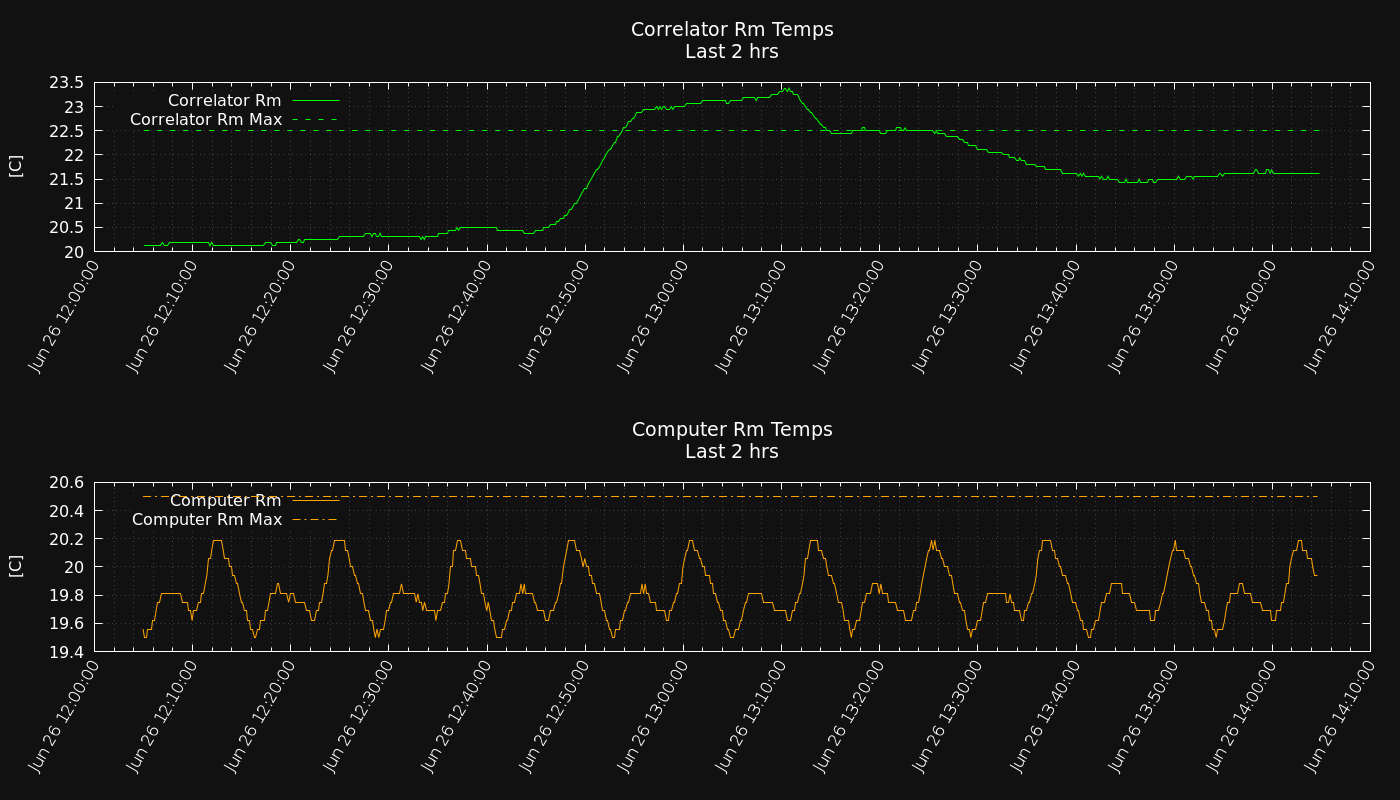 Correlator Rm Temps
Last 2 hrs
[C]
Correlator Rm
Correlator Rm Max
23.5
23
22.5
22
21.5
21
20.5
20
Jun 26 12:00:00
Jun 26 12:10:00
Jun 26 12:20:00
Jun 26 12:30:00
Jun 26 12:40:00
Jun 26 12:50:00
Jun 26 13:00:00
Jun 26 13:10:00
Jun 26 13:20:00
Jun 26 13:30:00
Jun 26 13:40:00
Jun 26 13:50:00
Jun 26 14:00:00
Jun 26 14:10:00
Computer Rm Temps
Last 2 hrs
[C]
Computer Rm
Computer Rm Max
20.6
20.4
20.2
20
19.8
19.6
19.4
Jun 26 12:00:00
Jun 26 12:10:00
Jun 26 12:20:00
Jun 26 12:30:00
Jun 26 12:40:00
Jun 26 12:50:00
Jun 26 13:00:00
Jun 26 13:10:00
Jun 26 13:20:00
Jun 26 13:30:00
Jun 26 13:40:00
Jun 26 13:50:00
Jun 26 14:00:00
Jun 26 14:10:00